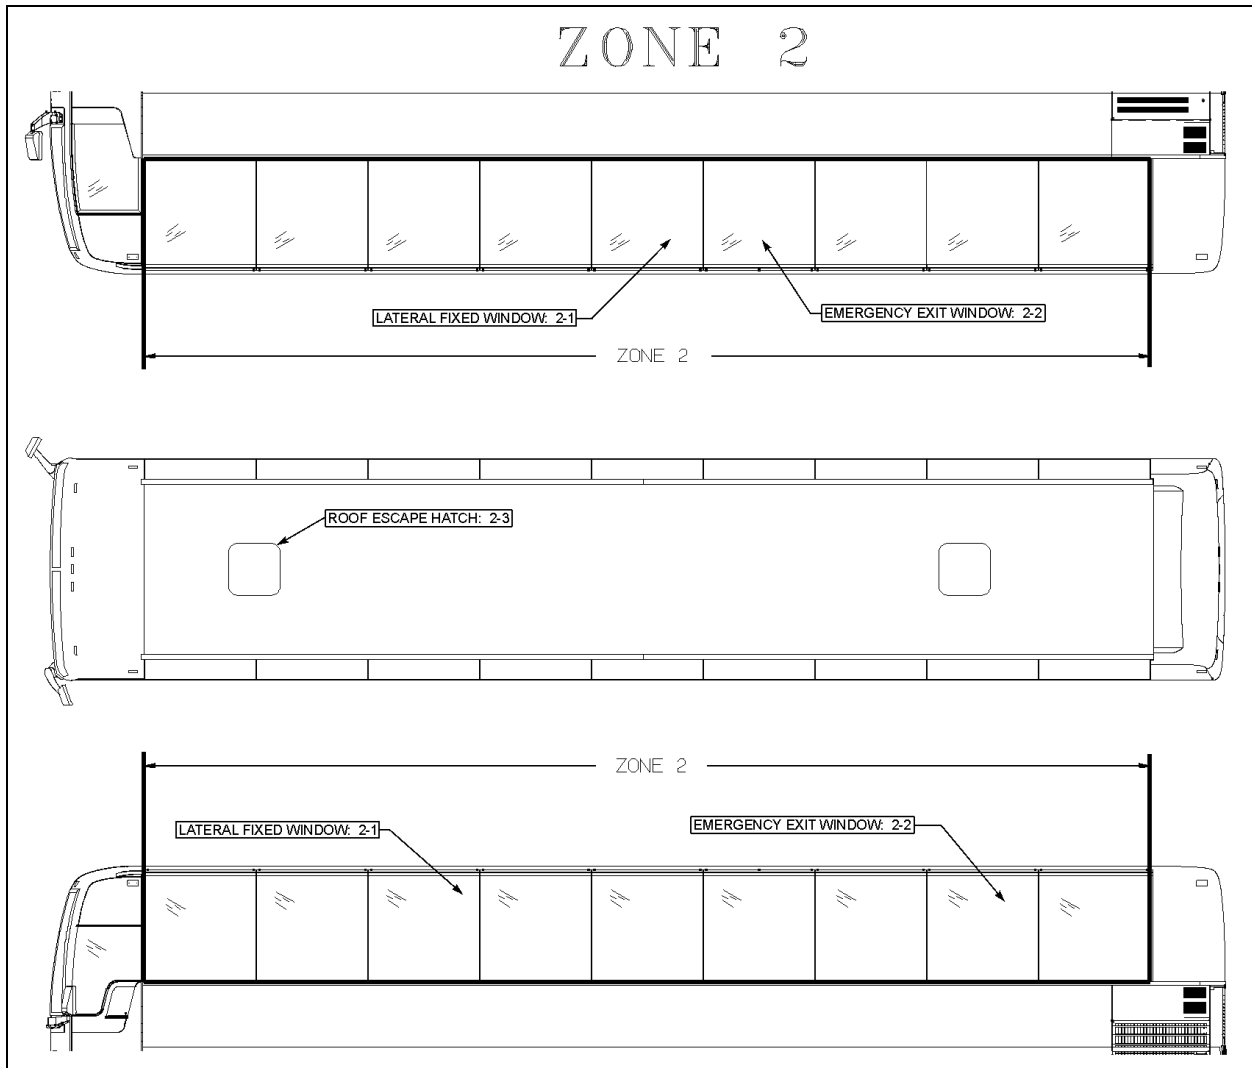 ZONE 2
LATERAL FIXED WINDOW: 2-1
EMERGENCY EXIT WINDOW: 2-2
ZONE 2
ROOF ESCAPE HATCH: 2-3
ZONE 2
LATERAL FIXED WINDOW: 2-1
EMERGENCY EXIT WINDOW: 2-2